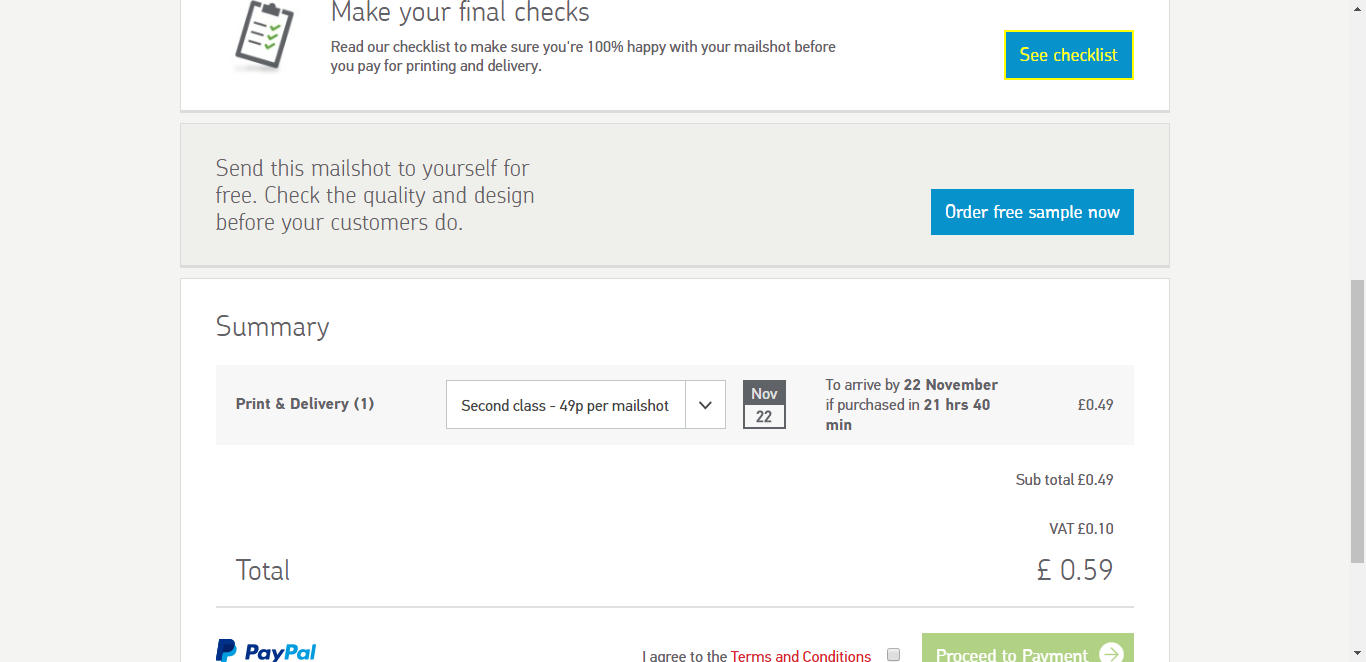 Make your final checks
Read our checklist to make sure you're 100% happy with your mailshot before
you pay for printing and delivery.
See checklist
Send this mailshot to yourself for
free. Check the quality and design
before your customers do.
Order free sample now
Summary
Print & Delivery (1)
Second class - 49p per mailshot
Nov
22
To arrive by 22 November
if purchased in 21 hrs 40
min
£0.49
Sub total £0.49
VAT £0.10
Total
£ 0.59
PayPal
I agree to the Terms and Conditions
Proceed to Payment